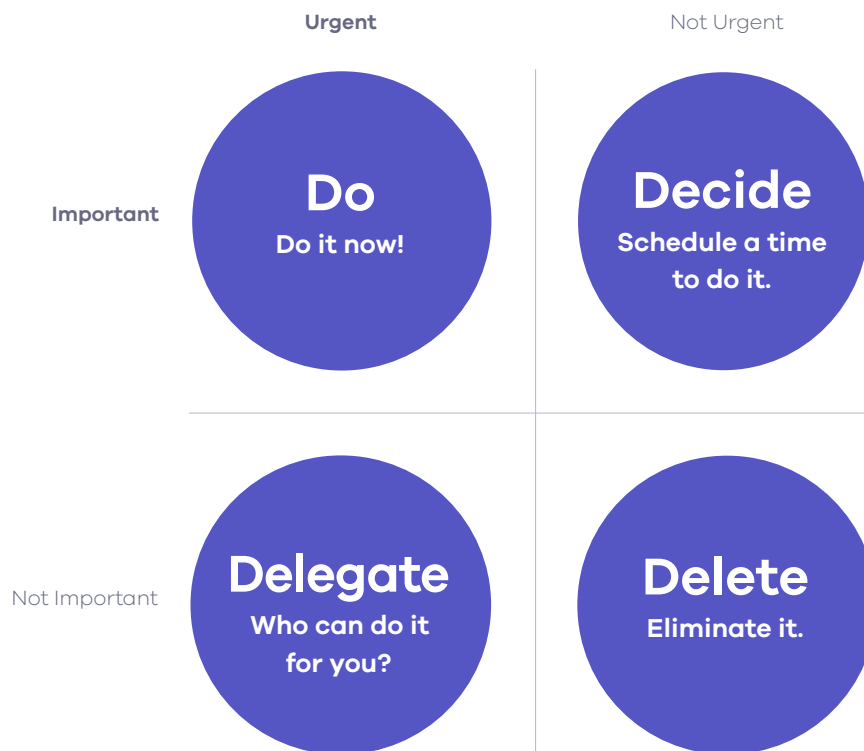 Urgent
Not Urgent
Important
Do
Do it now!
Decide
Schedule a time
to do it.
Not Important
Delegate
Who can do it
for you?
Delete
Eliminate it.